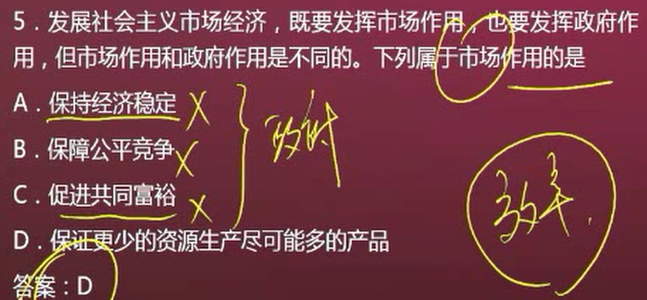 5．发展社会主义市场经济，既要发挥市场作用，也要发挥政府作
用，但市场作用和政府作用是不同的。下列属于市场作用的是
A．保持经济稳定
B．保障公平竞争
C．促进共同富裕
D．保证更少的资源生产尽可能多的产品
答案：D
效率